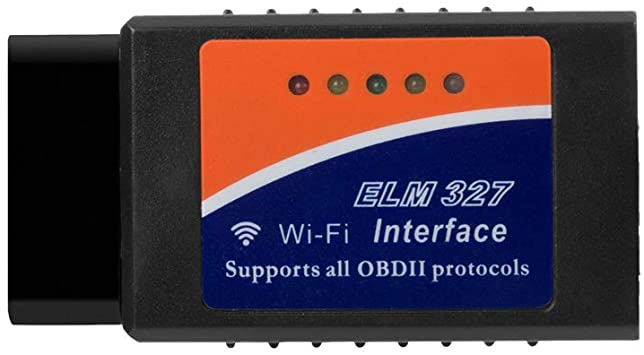 ELM 327
Wi-Fi Interface
Supports all OBDII protocols